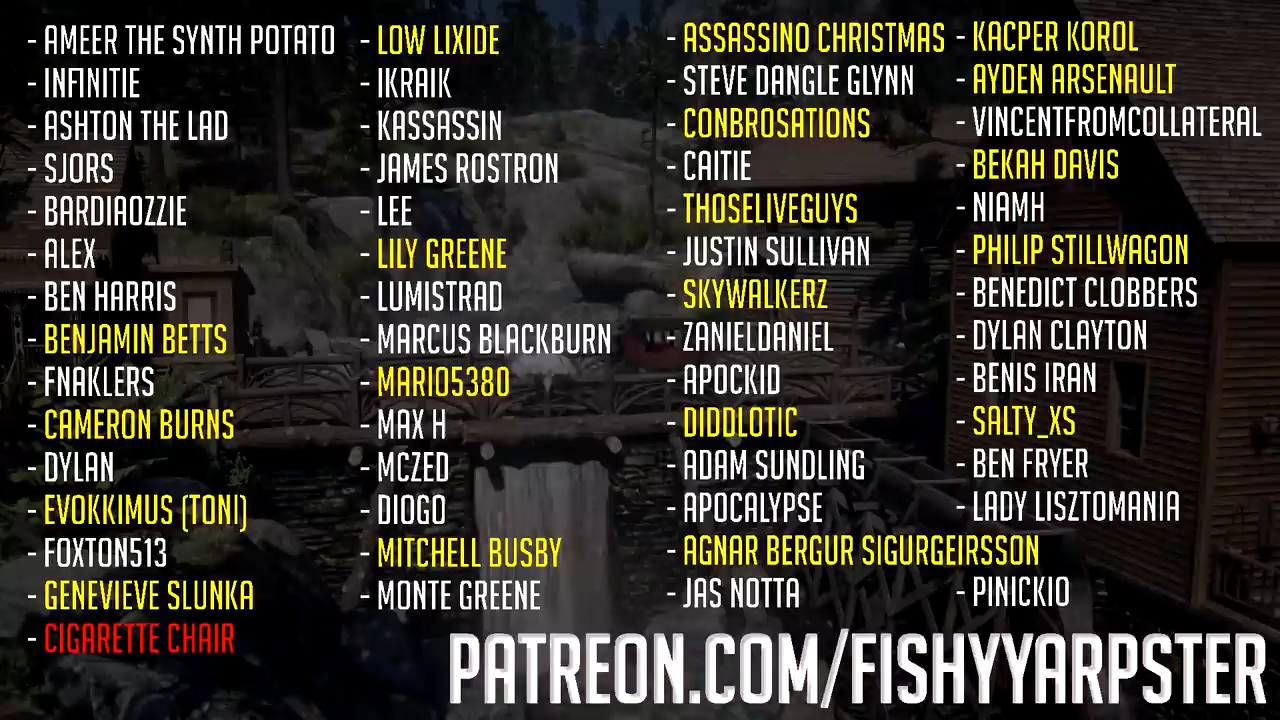 - AMEER THE SYNTH POTATO
- INFINITIE
- ASHTON THE LAD
- SJORS
- BARDIAOZZIE
- ALEX
- BEN HARRIS
- BENJAMIN BETTS
- FNAKLERS
- CAMERON BURNS
- DYLAN
- EVOKKIMUS (TONI)
- FOXTON513
- GENEVIEVE SLUNKA
- CIGARETTE CHAIR
- LOW LIXIDE
- IKRAIK
- KASSASSIN
- JAMES ROSTRON
- LEE
- LILY GREENE
- LUMISTRAD
- MARCUS BLACKBURN
- MARIO5380
- MAX H
- MCZED
- DIOGO
- MITCHELL BUSBY
- MONTE GREENE
- ASSASSINO CHRISTMAS
- STEVE DANGLE GLYNN
- CONBROSATIONS
- CAITIE
- THOSELIVEGUYS
- JUSTIN SULLIVAN
- SKYWALKERZ
- ZANIELDANIEL
- APOCKID
- DIDDLOTIC
- ADAM SUNDLING
- APOCALYPSE
- AGNAR BERGUR SIGURGEIRSSON
- JAS NOTTA
- KACPER KOROL
- AYDEN ARSENAULT
- VINCENTFROMCOLLATERAL
- BEKAH DAVIS
- NIAMH
- PHILIP STILLWAGON
- BENEDICT CLOBBERS
- DYLAN CLAYTON
- BENIS IRAN
- SALTY_XS
- BEN FRYER
- LADY LISZTOMANIA
- PINICKIO
PATREON.COM/FISHYYARPSTER